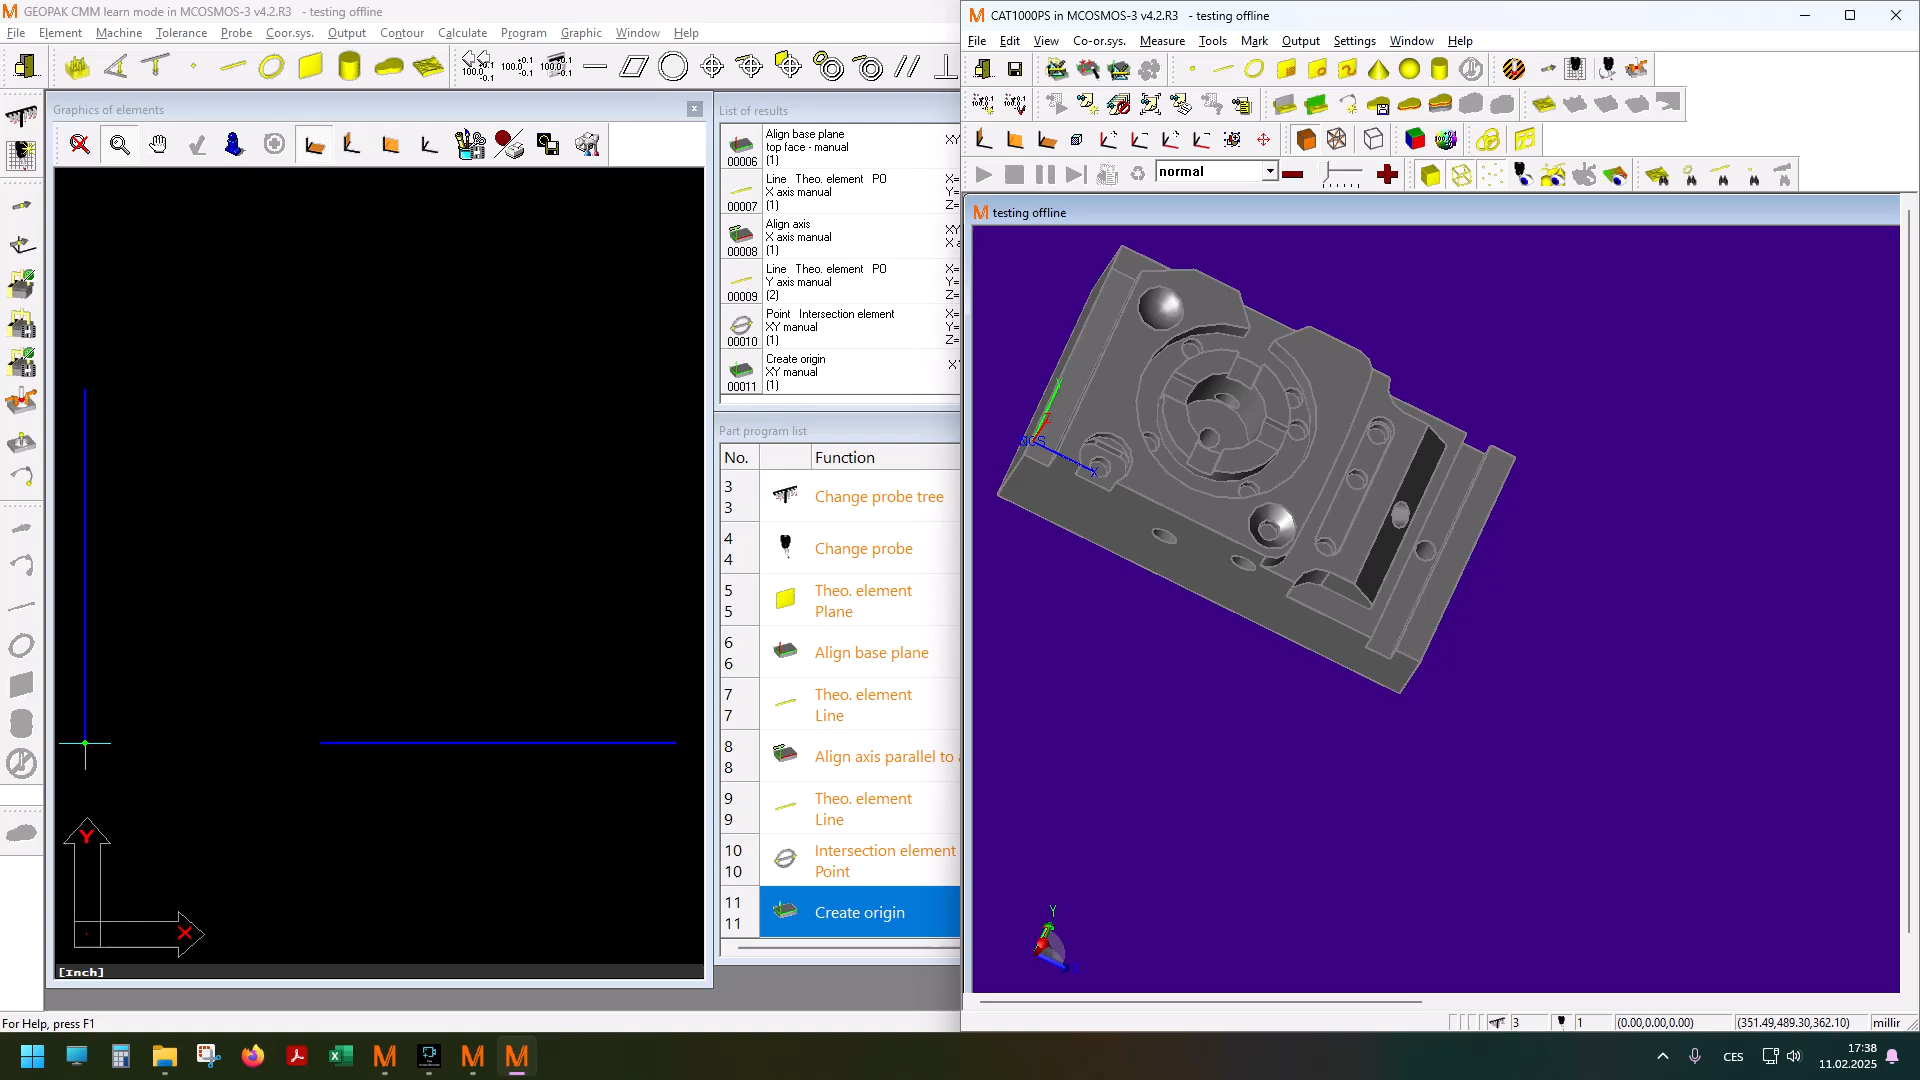 GEOPAK CMM learn mode in MCOSMOS-3 v4.2.R3 - testing offline
File Element Machine Tolerance Probe Coor.sys. Output Contour Calculate Program Graphic Window Help
Graphics of elements
[Inch]
List of results
Align base plane
top face - manual
(1)
00006
Line Theo. element PO
X axis manual
(1)
00007
X=
Y=
Z=
Align axis
X axis manual
(1)
00008
Line Theo. element PO
Y axis manual
(2)
00009
X=
Y=
Z=
Point Intersection element
XY manual
(1)
00010
X=
Y=
Z=
Create origin
XY manual
(1)
00011
Part program list
No. Function
3
3
Change probe tree
4
4
Change probe
5
5
Theo. element
Plane
6
6
Align base plane
7
7
Theo. element
Line
8
8
Align axis parallel to
9
9
Theo. element
Line
10
10
Intersection element
Point
11
11
Create origin
Y
X
For Help, press F1
CAT1000PS in MCOSMOS-3 v4.2.R3 - testing offline
File Edit View Co-or.sys. Measure Tools Mark Output Settings Window Help
normal
testing offline
Y
3 1 (0.00,0.00,0.00) (351.49,489.30,362.10) millir
CES
17:38
11.02.2025